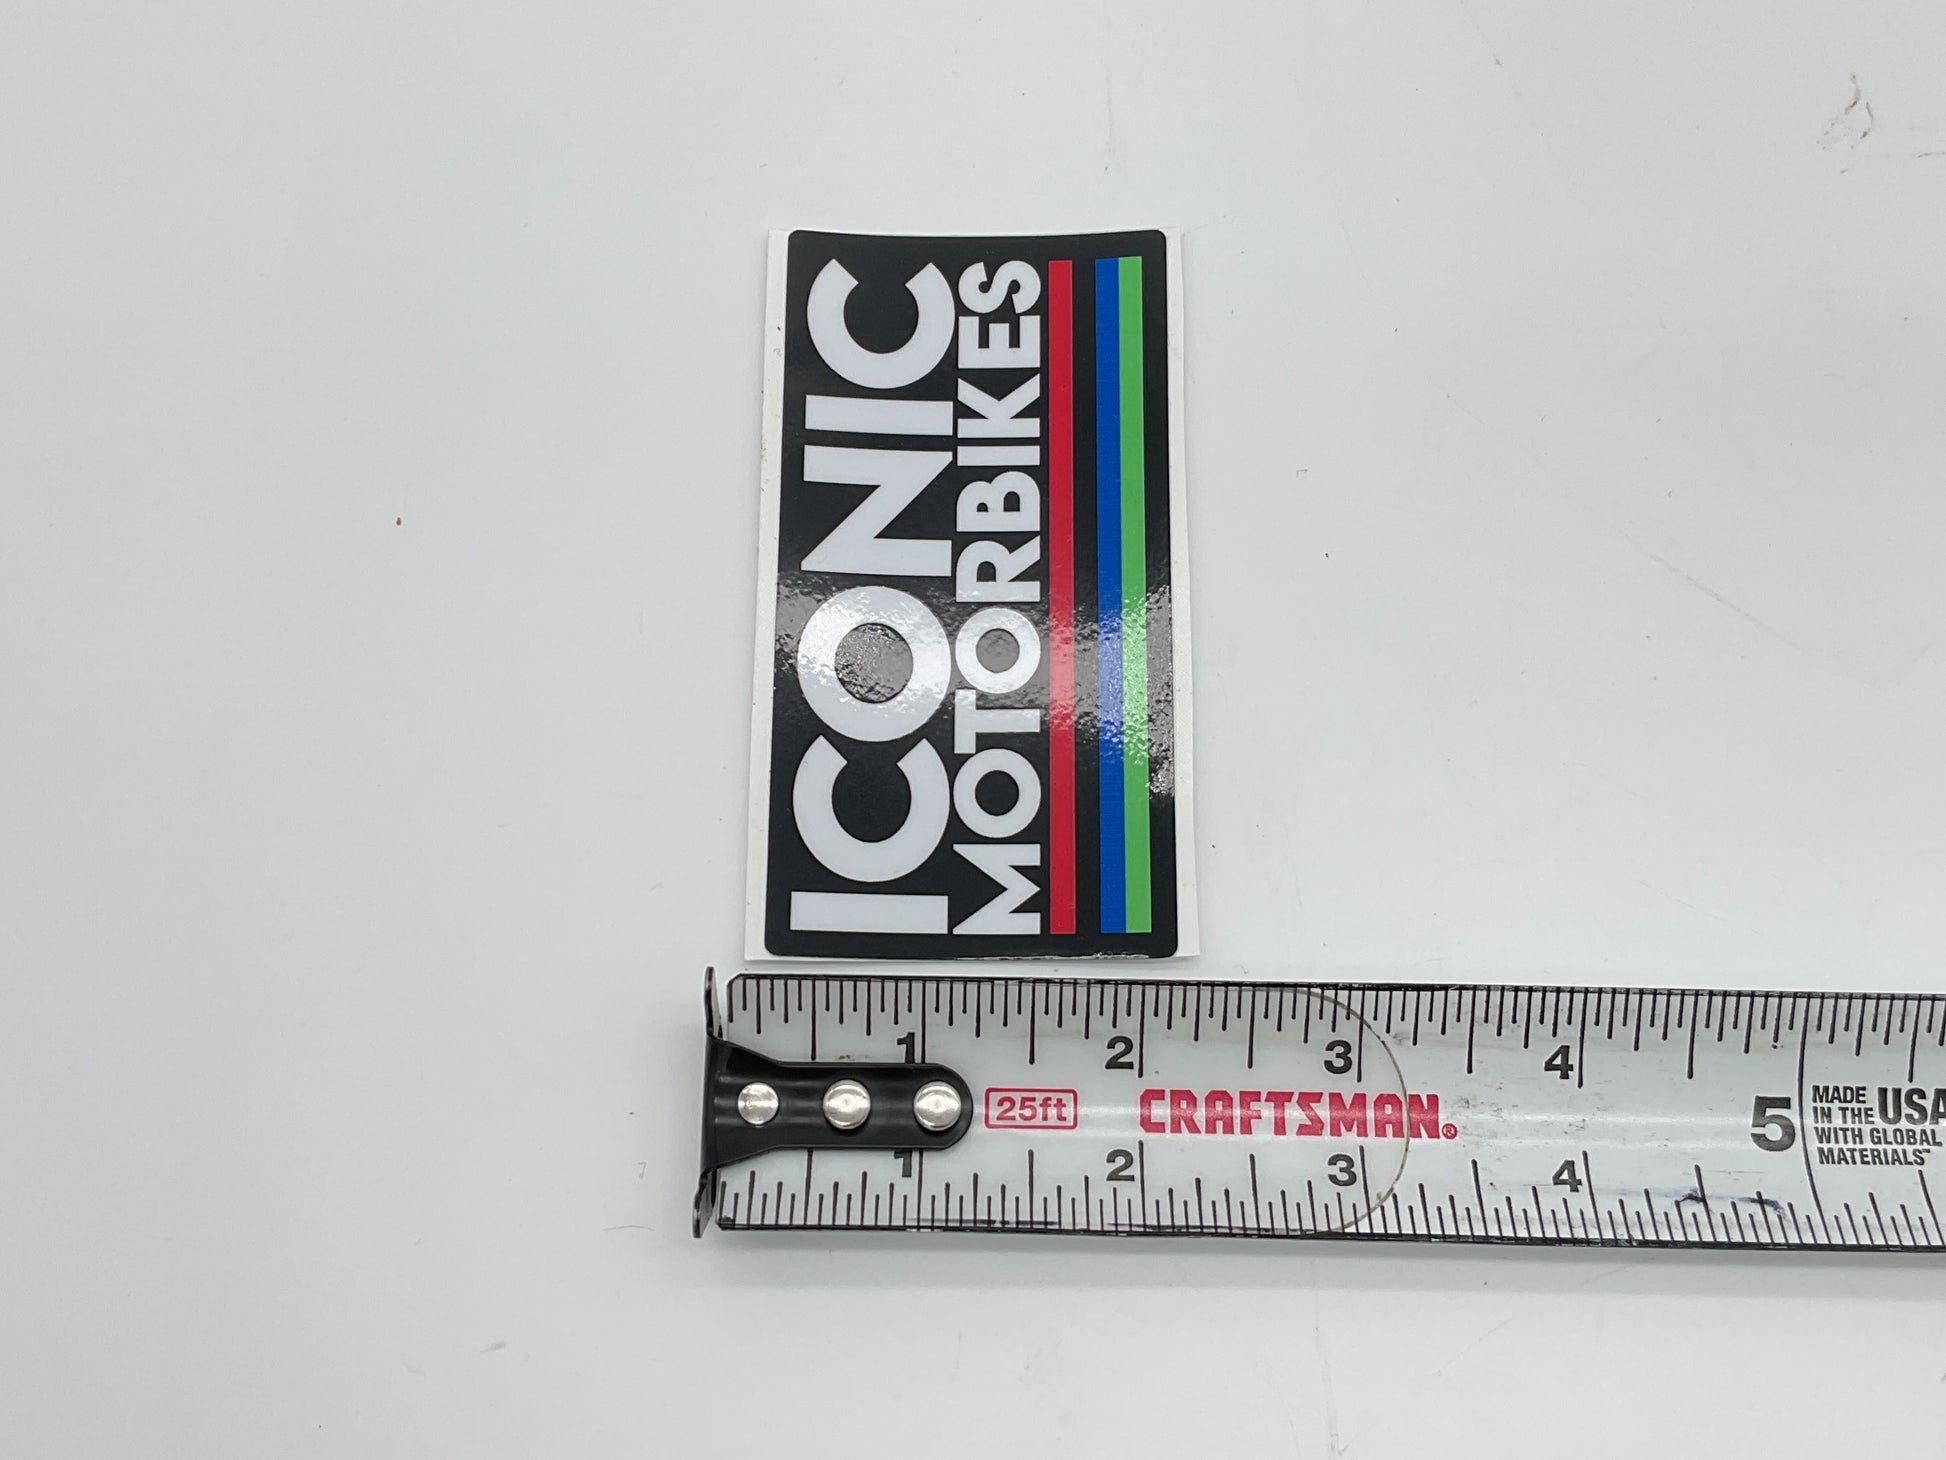 ICONIC
MOTORBIKES
1 2 3 4
25ft CRAFTSMAN®
5
MADE IN THE USA
WITH GLOBAL
MATERIALS™
1 2 3 4